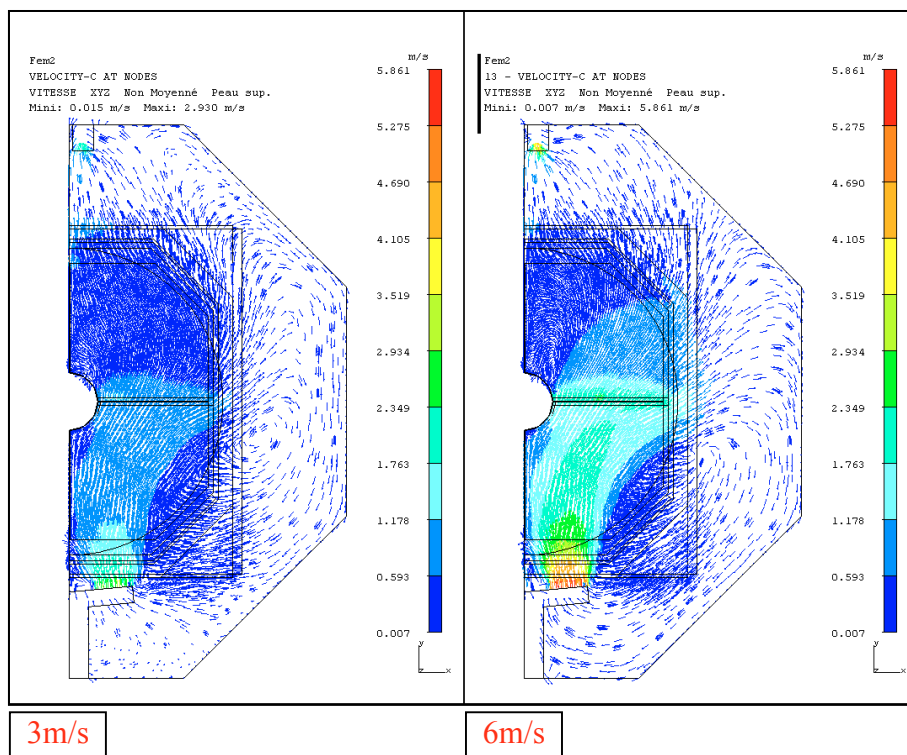 Fem2
VELOCITY-C AT NODES
VITESSE XYZ Non Moyenné Peau sup.
Mini: 0.015 m/s Maxi: 2.930 m/s
m/s
5.861
5.275
4.690
4.105
3.519
2.934
2.349
1.763
1.178
0.593
0.007
y
z x
3m/s
Fem2
13 - VELOCITY-C AT NODES
VITESSE XYZ Non Moyenné Peau sup.
Mini: 0.007 m/s Maxi: 5.861 m/s
m/s
5.861
5.275
4.690
4.105
3.519
2.934
2.349
1.763
1.178
0.593
0.007
y
z x
6m/s